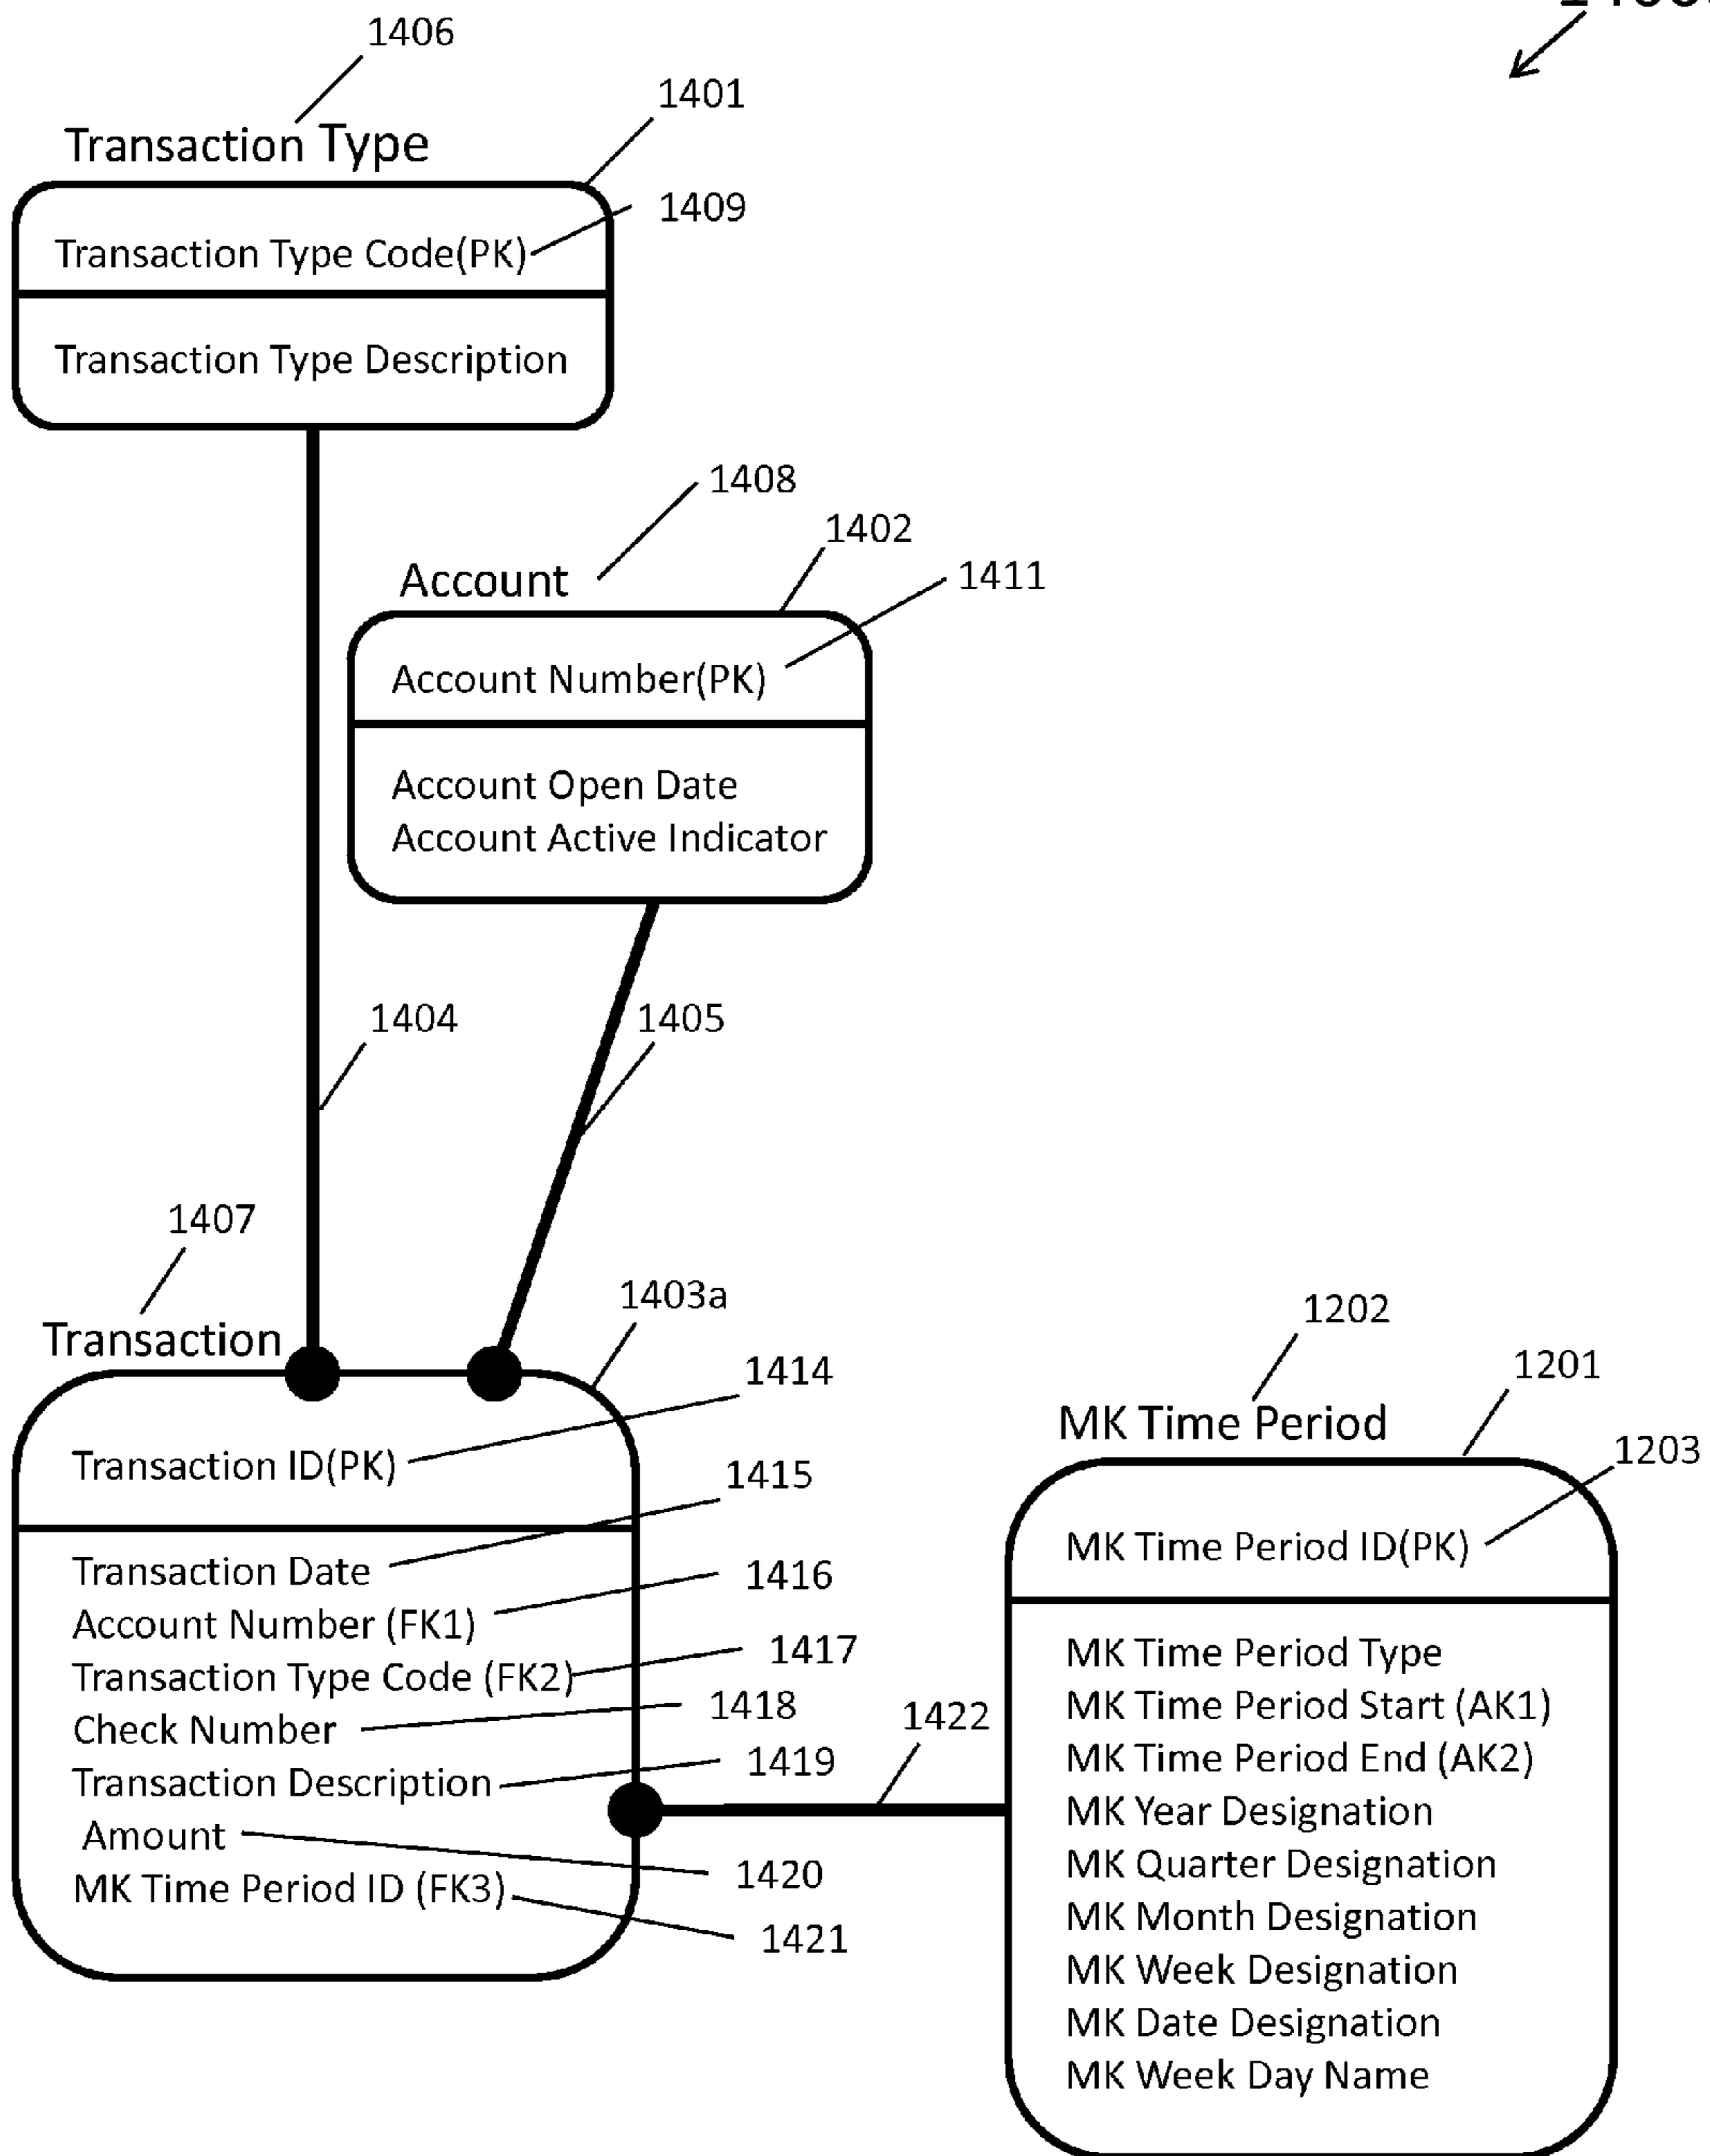 1406
1401
Transaction Type
1409
Transaction Type Code(PK)
Transaction Type Description
1408
1402
1411
Account
Account Number(PK)
Account Open Date
Account Active Indicator
1404
1405
1407
1403a
Transaction
1414
Transaction ID(PK)
1415
Transaction Date
1416
Account Number (FK1)
1417
Transaction Type Code (FK2)
1418
Check Number
1419
Transaction Description
Amount
1420
MK Time Period ID (FK3)
1421
1422
1202
1201
MK Time Period
1203
MK Time Period ID(PK)
MK Time Period Type
MK Time Period Start (AK1)
MK Time Period End (AK2)
MK Year Designation
MK Quarter Designation
MK Month Designation
MK Week Designation
MK Date Designation
MK Week Day Name